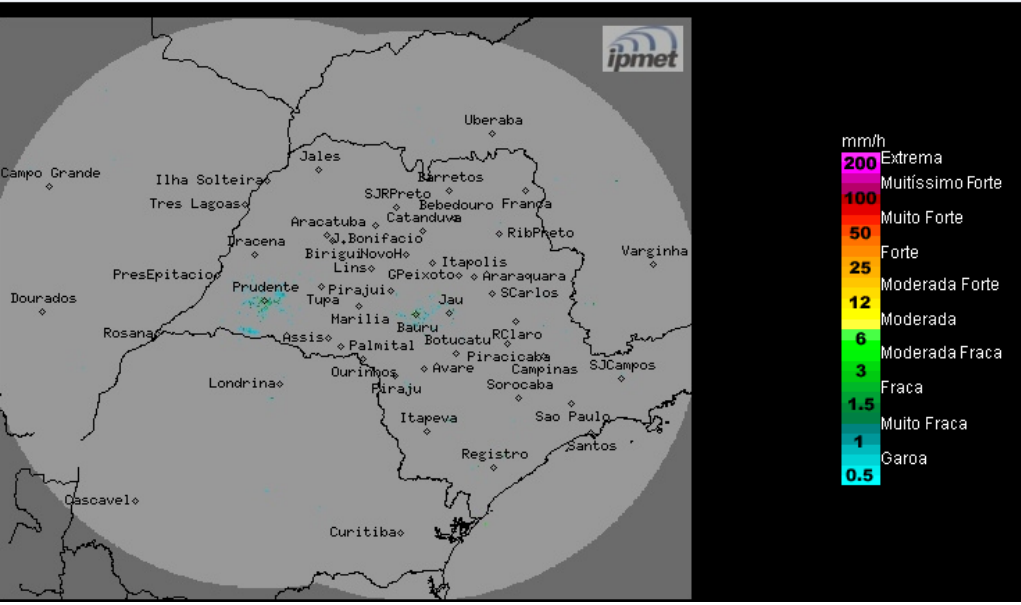 ipmet
Uberaba
Jales
Campo Grande
Ilha Solteira
Barretos
SJRPreto
Tres Lagoas
Bebedouro Franca
Catanduva
Aracatuba
J.Bonifacio
RibPreto
Dracena
Varginha
BiriguiNovoH
Itapolis
Lins
GPeixoto
Araraquara
PresEpitacio
Prudente
Pirajui
SCarlos
Dourados
Tupa
Jau
Marilia
Bauru
Rosana
Assis
Botucatu
RClaro
Palmital
Piracicaba
Ourinhos
Avare
Campinas
SJCampos
Londrina
Piraju
Sorocaba
Itapeva
Sao Paulo
Santos
Registro
Cascavel
Curitiba
mm/h
200 Extrema
Muitíssimo Forte
100
Muito Forte
50
Forte
25
Moderada Forte
12
Moderada
6
Moderada Fraca
3
Fraca
1.5
Muito Fraca
1
Garoa
0.5